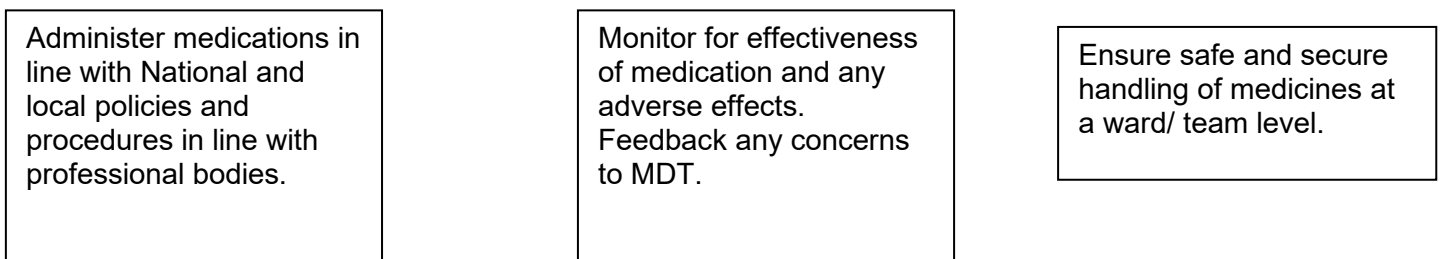 Administer medications in
line with National and
local policies and
procedures in line with
professional bodies.
Monitor for effectiveness
of medication and any
adverse effects.
Feedback any concerns
to MDT.
Ensure safe and secure
handling of medicines at
a ward/ team level.